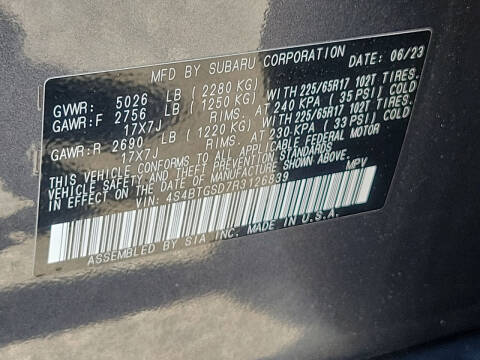 MFD BY SUBARU CORPORATION DATE: 06/23
GVWR: 5026 LB (2280 KG)
GAWR:F 2756 LB (1250 KG) WITH 225/65R17 102T TIRES.
17X7J RIMS. AT 240 KPA (35 PSI) COLD
GAWR:R 2690 LB (1220 KG) WITH 225/65R17 102T TIRES.
17X7J RIMS. AT 230 KPA (33 PSI) COLD
THIS VEHICLE CONFORMS TO ALL APPLICABLE FEDERAL MOTOR
VEHICLE SAFETY AND THEFT PREVENTION STANDARDS
IN EFFECT ON THE DATE OF MANUFACTURE SHOWN ABOVE.
VIN: 4S4BTGSD7R3126839 MPV
ASSEMBLED BY SIA INC. MADE IN U.S.A.